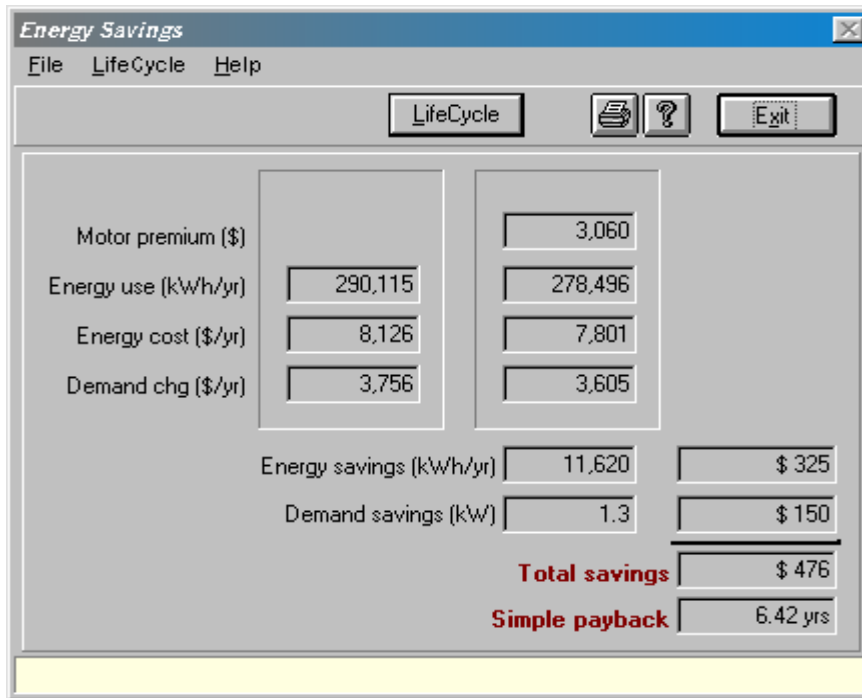 Energy Savings
File LifeCycle Help
LifeCycle Exit
Motor premium ($) 3,060
Energy use (kWh/yr) 290,115 278,496
Energy cost ($/yr) 8,126 7,801
Demand chg ($/yr) 3,756 3,605
Energy savings (kWh/yr) 11,620 $ 325
Demand savings (kW) 1.3 $ 150
Total savings $ 476
Simple payback 6.42 yrs